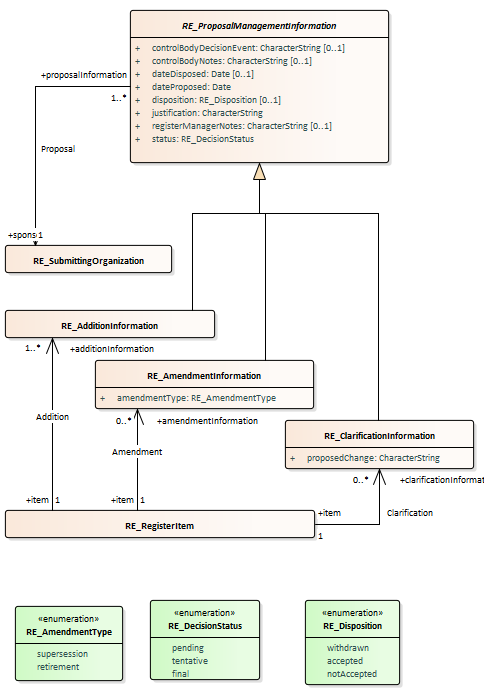 RE_ProposalManagementInformation
+ controlBodyDecisionEvent: CharacterString [0..1]
+ controlBodyNotes: CharacterString [0..1]
+ dateDisposed: Date [0..1]
+ dateProposed: Date
+ disposition: RE_Disposition [0..1]
+ justification: CharacterString
+ registerManagerNotes: CharacterString [0..1]
+ status: RE_DecisionStatus
+proposalInformation
1..*
Proposal
+spons 1
RE_SubmittingOrganization
RE_AdditionInformation
1..* +additionInformation
RE_AmendmentInformation
+ amendmentType: RE_AmendmentType
0..* +amendmentInformation
Addition
Amendment
RE_ClarificationInformation
+ proposedChange: CharacterString
0..* +clarificationInformat
+item 1
+item 1
RE_RegisterItem
+item
1
Clarification
«enumeration»
RE_AmendmentType
supersession
retirement
«enumeration»
RE_DecisionStatus
pending
tentative
final
«enumeration»
RE_Disposition
withdrawn
accepted
notAccepted